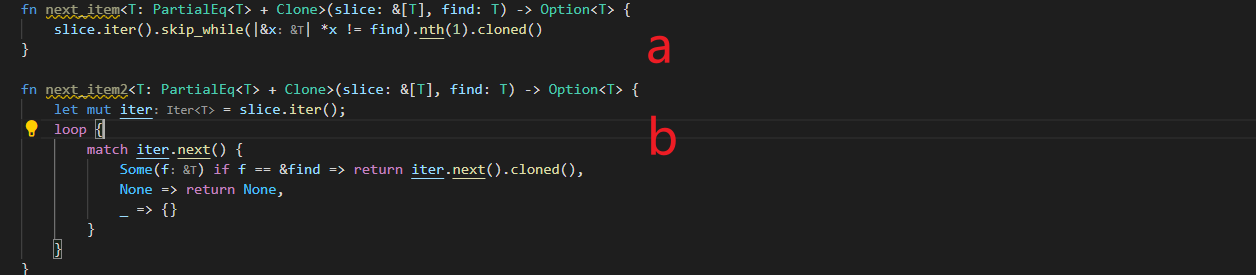 fn next_item<T: PartialEq<T> + Clone>(slice: &[T], find: T) -> Option<T> {
    slice.iter().skip_while(|&x: &T| *x != find).nth(1).cloned()
}
a
fn next_item2<T: PartialEq<T> + Clone>(slice: &[T], find: T) -> Option<T> {
    let mut iter: Iter<T> = slice.iter();
    loop {
b
        match iter.next() {
            Some(f: &T) if f == &find => return iter.next().cloned(),
            None => return None,
            _ => {}
        }
    }
}